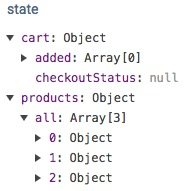 state
▼ cart: Object
▶ added: Array[0]
checkoutStatus: null
▼ products: Object
▼ all: Array[3]
▶ 0: Object
▶ 1: Object
▶ 2: Object